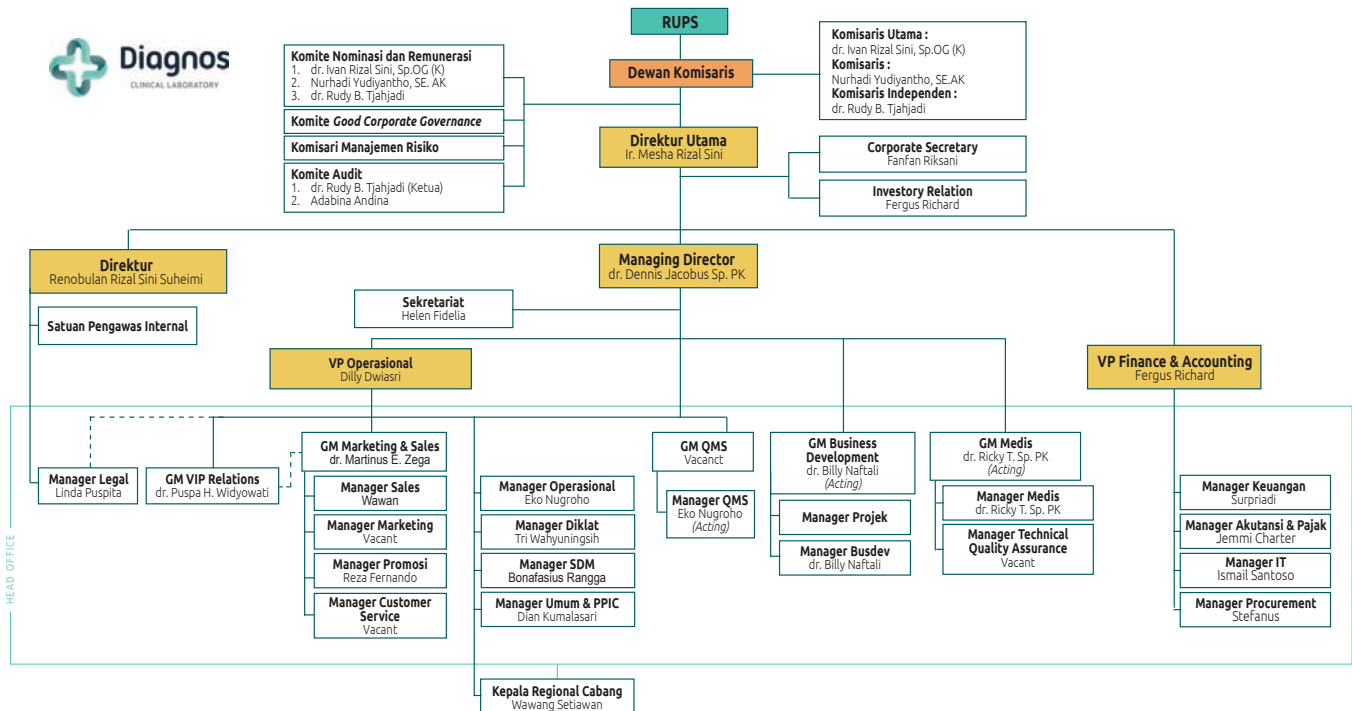 Diagnos
CLINICAL LABORATORY
RUPS
Dewan Komisaris
Komisaris Utama :
dr. Ivan Rizal Sini, Sp.OG (K)
Komisaris :
Nurhadi Yudiyantho, SE.AK
Komisaris Independen :
dr. Rudy B. Tjahjadi
Komite Nominasi dan Remunerasi
1. dr. Ivan Rizal Sini, Sp.OG (K)
2. Nurhadi Yudiyantho, SE. AK
3. dr. Rudy B. Tjahjadi
Komite Good Corporate Governance
Komisari Manajemen Risiko
Komite Audit
1. dr. Rudy B. Tjahjadi (Ketua)
2. Adabina Andina
Direktur Utama
Ir. Mesha Rizal Sini
Corporate Secretary
Fanfan Riksani
Investory Relation
Fergus Richard
Direktur
Renobulan Rizal Sini Suheimi
Managing Director
dr. Dennis Jacobus Sp. PK
Sekretariat
Helen Fidelia
Satuan Pengawas Internal
VP Operasional
Dilly Dwiasri
VP Finance & Accounting
Fergus Richard
HEAD OFFICE
Manager Legal
Linda Puspita
GM VIP Relations
dr. Puspa H. Widyowati
GM Marketing & Sales
dr. Martinus E. Zega
Manager Sales
Wawan
Manager Marketing
Vacant
Manager Promosi
Reza Fernando
Manager Customer
Service
Vacant
Manager Operasional
Eko Nugroho
Manager Diklat
Tri Wahyuningsih
Manager SDM
Bonafasius Rangga
Manager Umum & PPIC
Dian Kumalasari
GM QMS
Vacanct
Manager QMS
Eko Nugroho
(Acting)
GM Business
Development
dr. Billy Naftali
(Acting)
Manager Projek
Manager Busdev
dr. Billy Naftali
GM Medis
dr. Ricky T. Sp. PK
(Acting)
Manager Medis
dr. Ricky T. Sp. PK
Manager Technical
Quality Assurance
Vacant
Manager Keuangan
Surpriadi
Manager Akutansi & Pajak
Jemmi Charter
Manager IT
Ismail Santoso
Manager Procurement
Stefanus
Kepala Regional Cabang
Wawang Setiawan